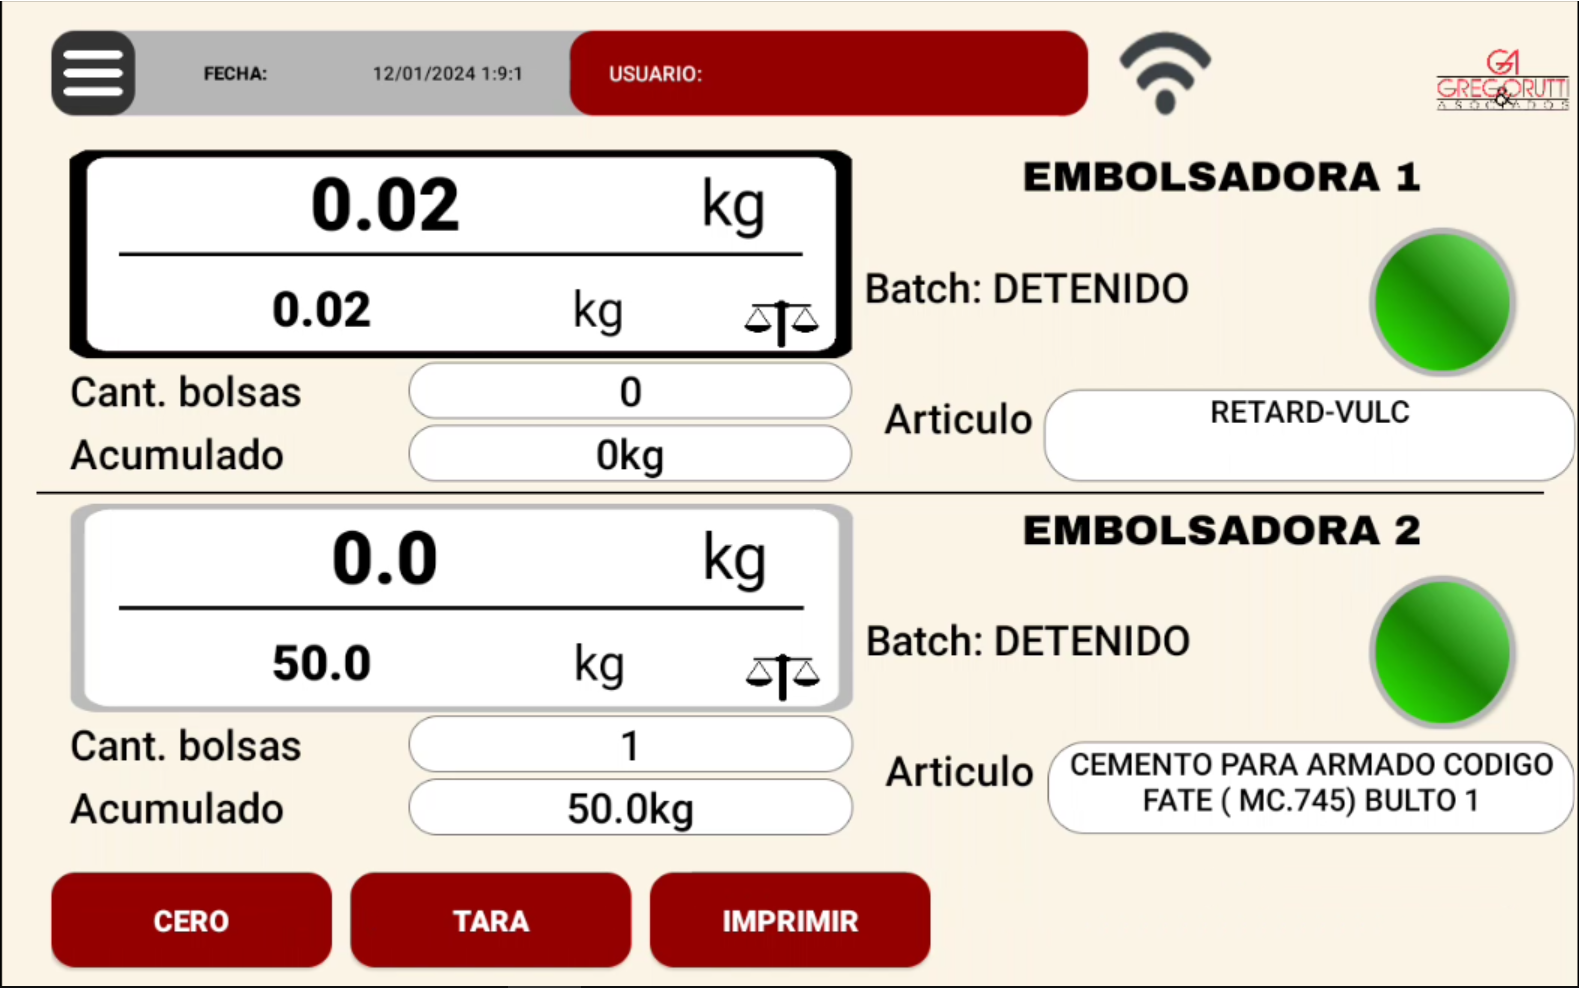 FECHA: 12/01/2024 1:9:1 USUARIO:
GA
GREGORUTTI
&
ASOCIADOS
EMBOLSADORA 1
0.02 kg
0.02 kg
Batch: DETENIDO
Cant. bolsas 0
Articulo RETARD-VULC
Acumulado 0kg
EMBOLSADORA 2
0.0 kg
50.0 kg
Batch: DETENIDO
Cant. bolsas 1
Articulo CEMENTO PARA ARMADO CODIGO
FATE ( MC.745) BULTO 1
Acumulado 50.0kg
CERO TARA IMPRIMIR